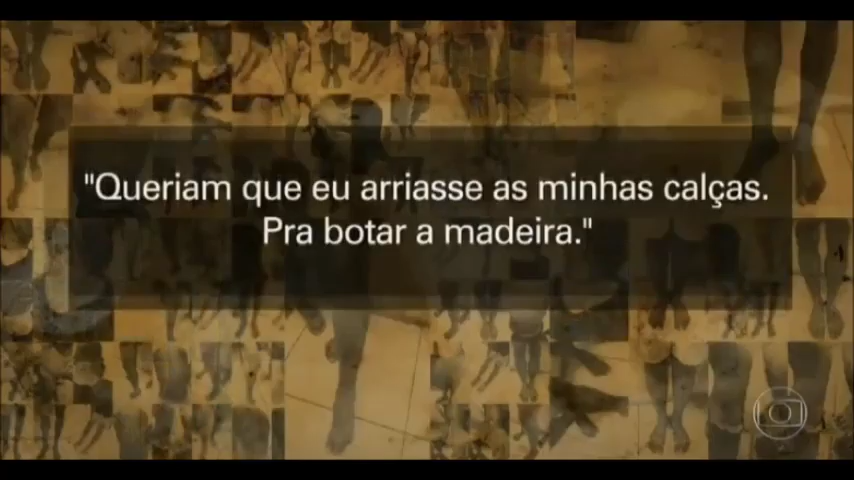 "Queriam que eu arriasse as minhas calças.
Pra botar a madeira."